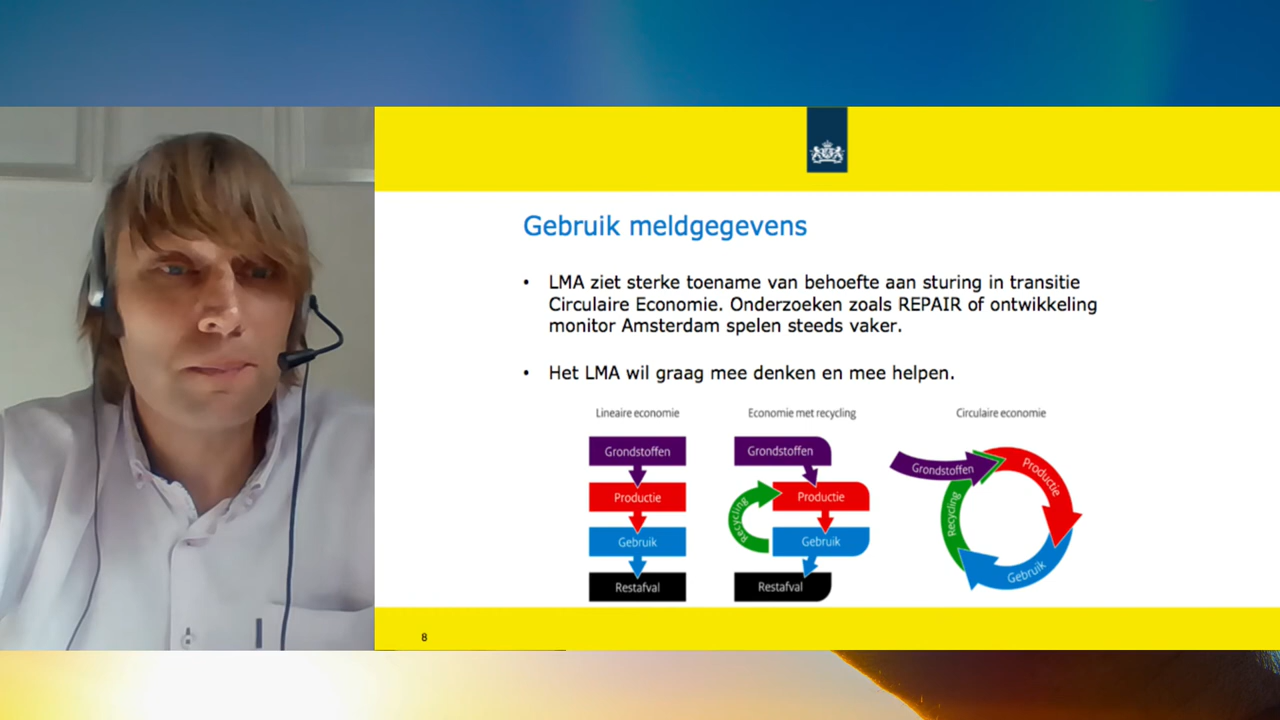 Gebruik meldgegevens
• LMA ziet sterke toename van behoefte aan sturing in transitie
Circulaire Economie. Onderzoeken zoals REPAIR of ontwikkeling
monitor Amsterdam spelen steeds vaker.
• Het LMA wil graag mee denken en mee helpen.
Lineaire economie
Grondstoffen
Productie
Gebruik
Restafval
Economie met recycling
Grondstoffen
Productie
Recycling
Gebruik
Restafval
Circulaire economie
Grondstoffen
Productie
Gebruik
Recycling
8